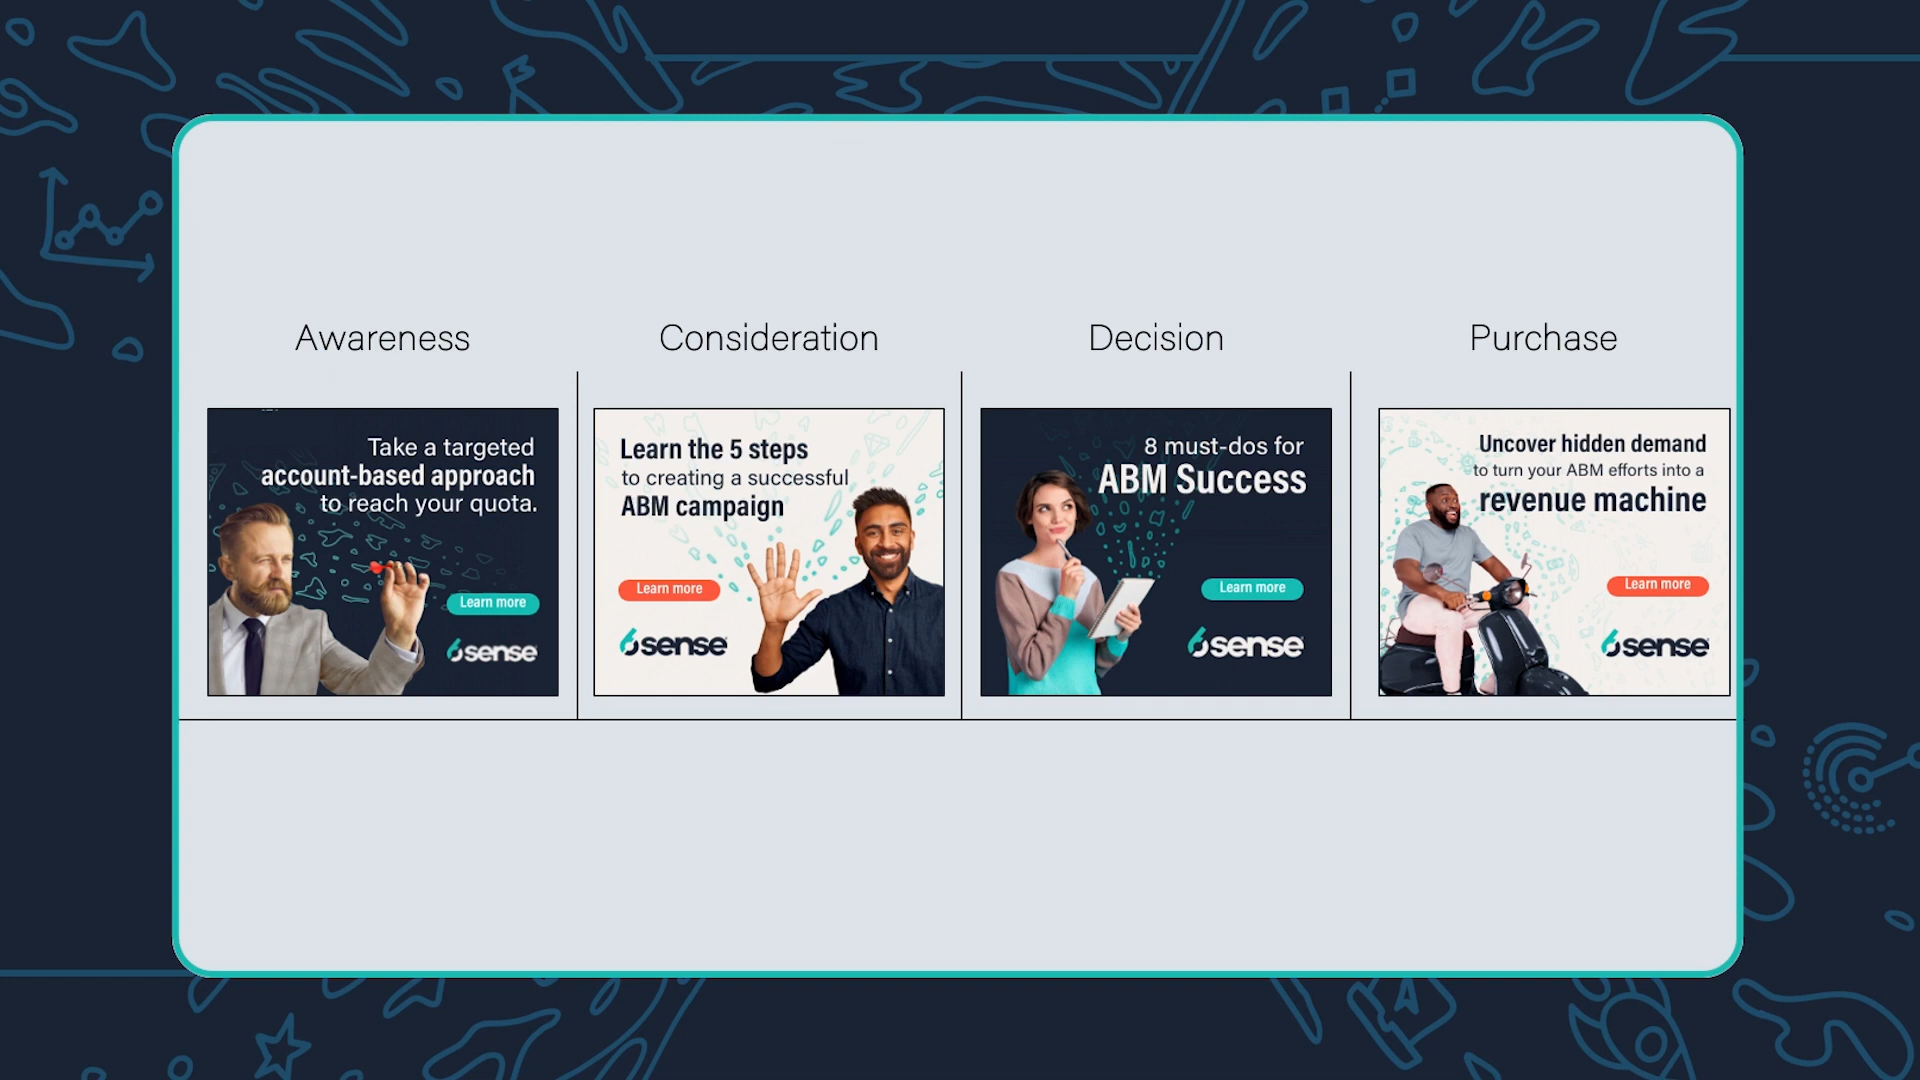 Awareness
Consideration
Decision
Purchase
Take a targeted
account-based approach
to reach your quota.
Learn more
6sense
Learn the 5 steps
to creating a successful
ABM campaign
Learn more
6sense
8 must-dos for
ABM Success
Learn more
6sense
Uncover hidden demand
to turn your ABM efforts into a
revenue machine
Learn more
6sense